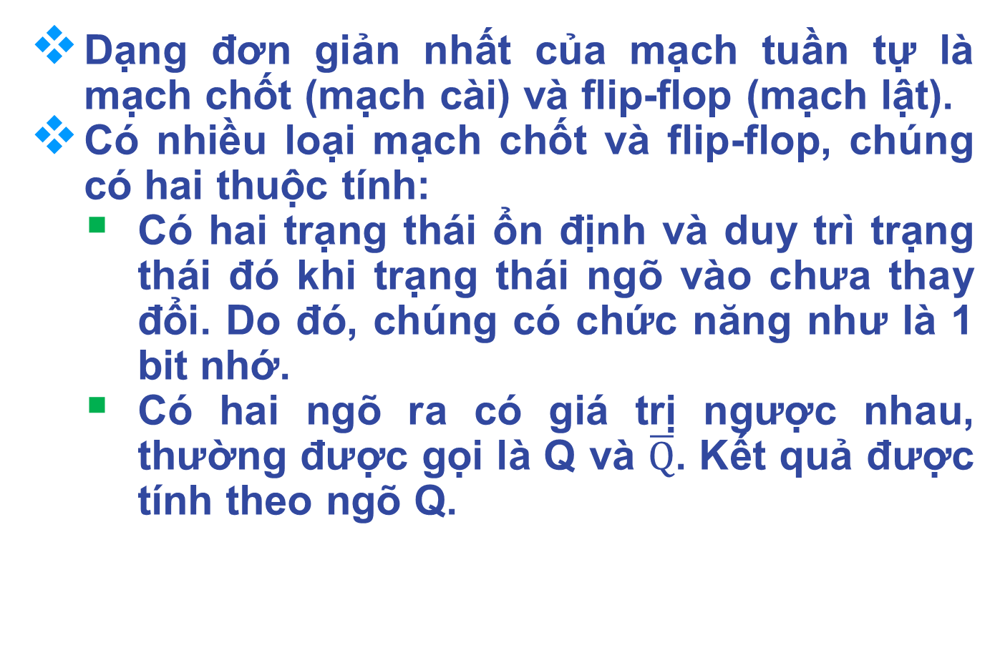 ❖ Dạng đơn giản nhất của mạch tuần tự là
mạch chốt (mạch cài) và flip-flop (mạch lật).
❖ Có nhiều loại mạch chốt và flip-flop, chúng
có hai thuộc tính:
▪ Có hai trạng thái ổn định và duy trì trạng
thái đó khi trạng thái ngõ vào chưa thay
đổi. Do đó, chúng có chức năng như là 1
bit nhớ.
▪ Có hai ngõ ra có giá trị ngược nhau,
thường được gọi là Q và Q̅. Kết quả được
tính theo ngõ Q.